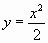 y = x²/2